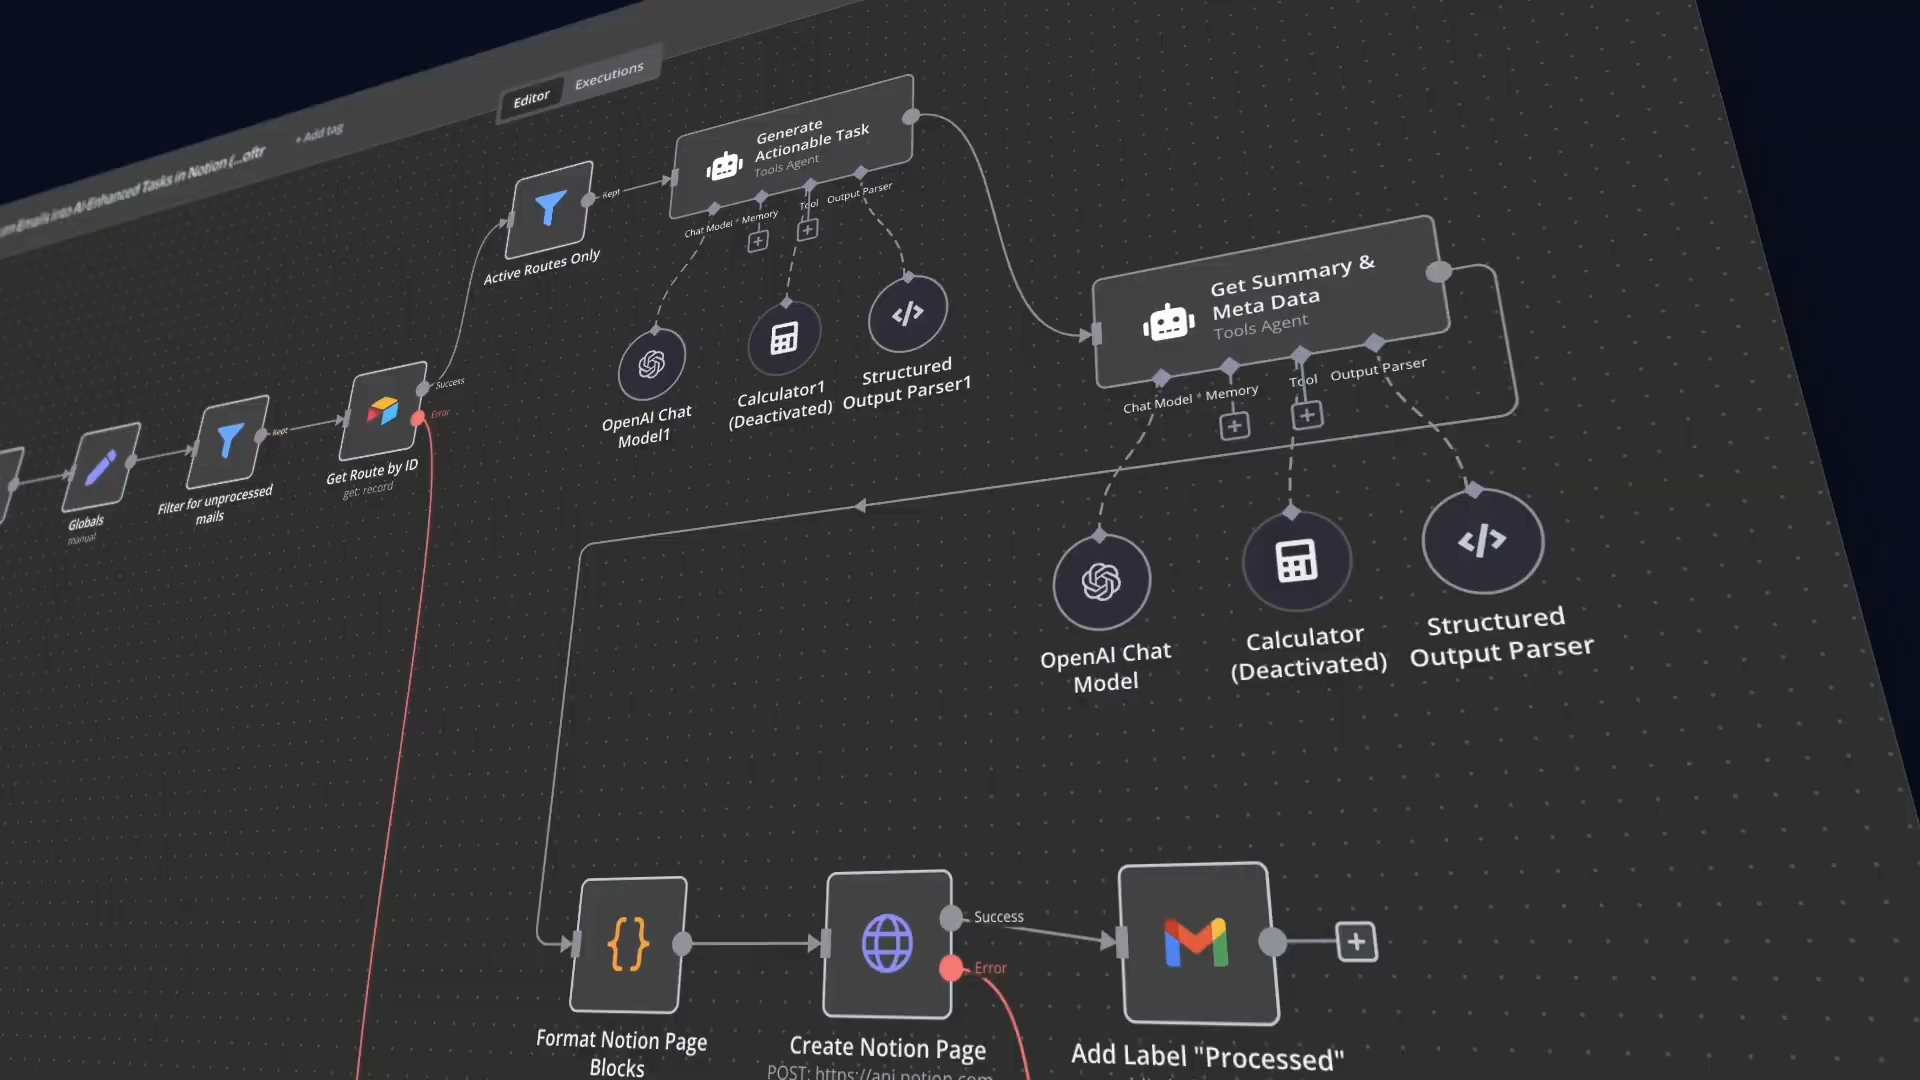 Editor
Executions
+ Add tag
Emails into AI-Enhanced Tasks in Notion (...oftr
Generate
Actionable Task
Tools Agent
Kept
Active Routes Only
Chat Model *
Memory
Tool
Output Parser
OpenAI Chat
Model1
Calculator1
(Deactivated)
Structured
Output Parser1
Get Summary &
Meta Data
Tools Agent
Chat Model *
Memory
Tool
Output Parser
Success
Error
Kept
Get Route by ID
get: record
Filter for unprocessed
mails
Globals
manual
OpenAI Chat
Model
Calculator
(Deactivated)
Structured
Output Parser
Success
Error
Format Notion Page
Blocks
Create Notion Page
POST: https://api.notion.com
Add Label "Processed"